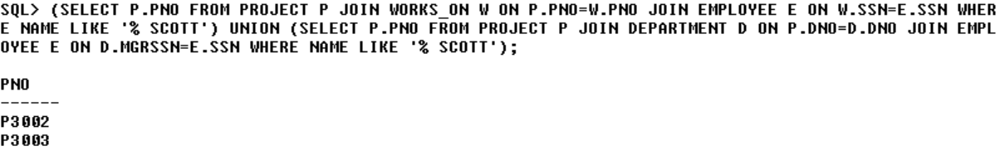 SQL> (SELECT P.PNO FROM PROJECT P JOIN WORKS_ON W ON P.PNO=W.PNO JOIN EMPLOYEE E ON W.SSN=E.SSN WHER
E NAME LIKE '% SCOTT') UNION (SELECT P.PNO FROM PROJECT P JOIN DEPARTMENT D ON P.DNO=D.DNO JOIN EMPL
OYEE E ON D.MGRSSN=E.SSN WHERE NAME LIKE '% SCOTT');
PNO
------
P3002
P3003